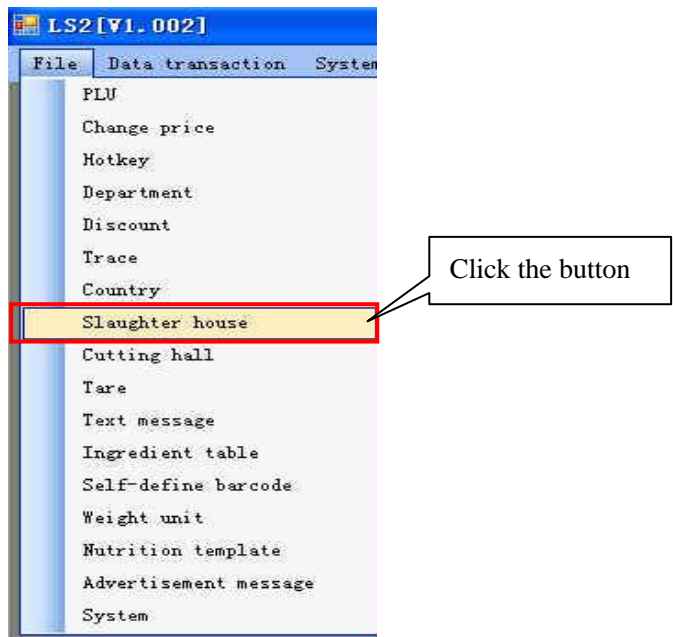 LS2[V1.002]
File Data transaction System
PLU
Change price
Hotkey
Department
Discount
Trace
Country
Slaughter house
Cutting hall
Tare
Text message
Ingredient table
Self-define barcode
Weight unit
Nutrition template
Advertisement message
System
Click the button